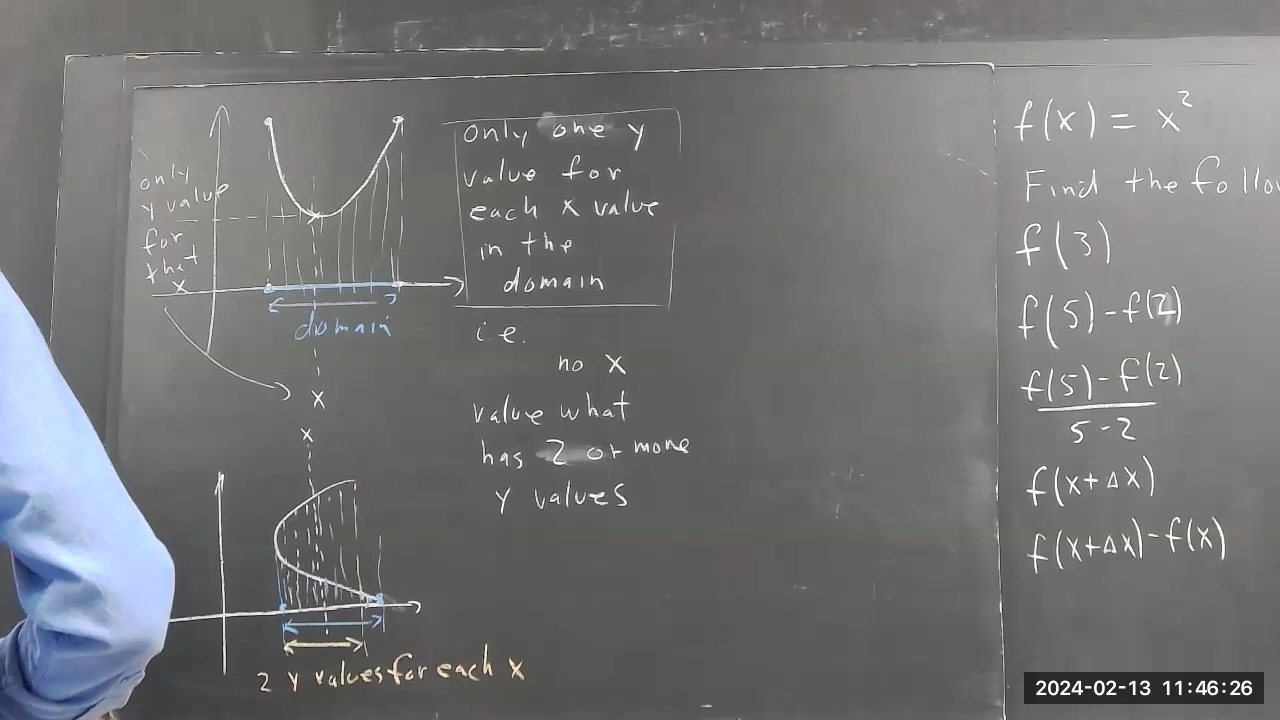 only
y value
for
that
x
domain
x
only one y
value for
each x value
in the
domain
i.e.
no x
value what
has 2 or more
y values
x
2 y values for each x
f(x) = x²
Find the follo
f(3)
f(5)-f(2)
f(5)-f(2)
5-2
f(x+Δx)
f(x+Δx)-f(x)
2024-02-13 11:46:26